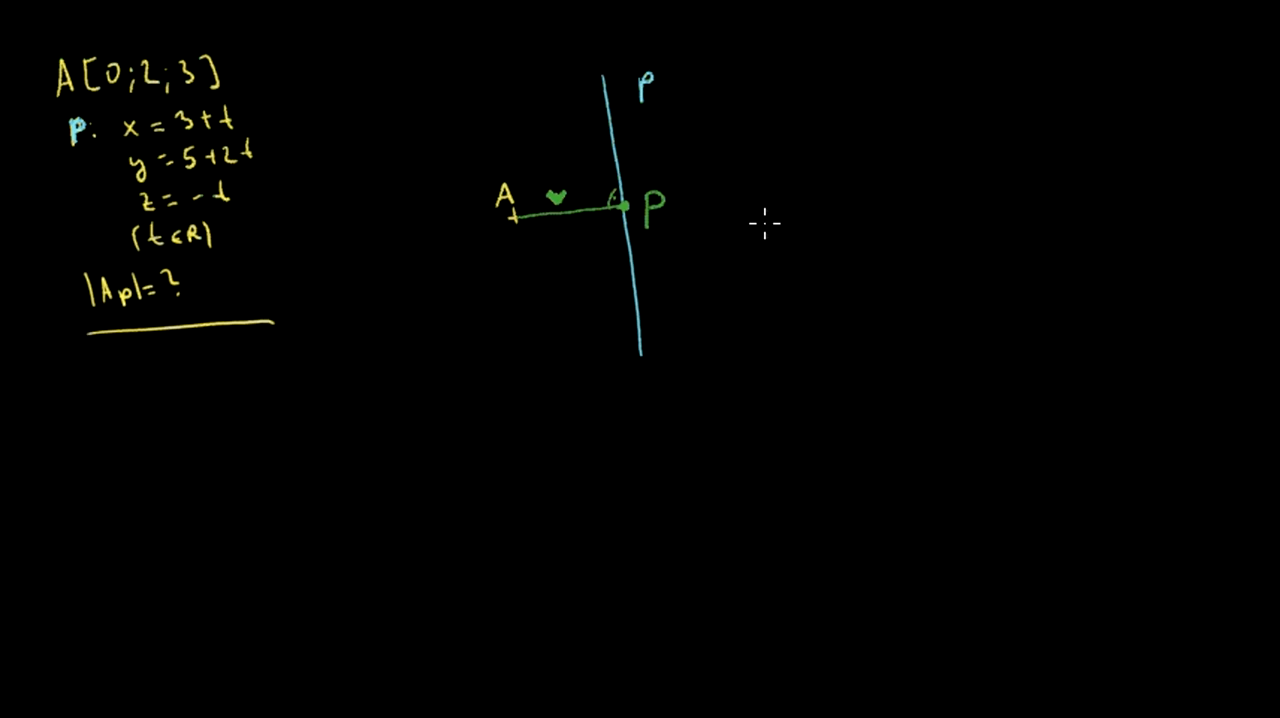 A[0;2;3]
p: x = 3+t
y = 5+2t
z = -t
(t∈R)
|Ap|=?
p
A
P